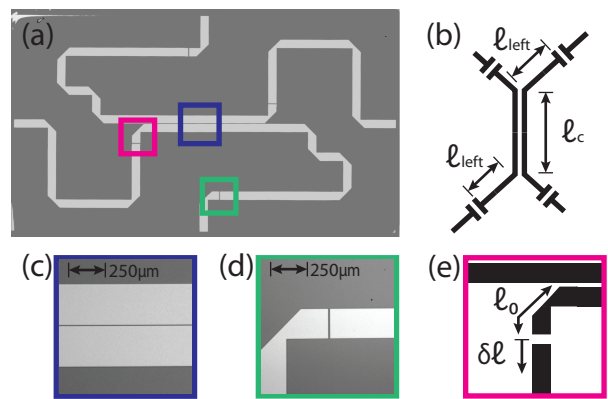 (a)
(b)
ℓleft
ℓc
ℓleft
(c)
250μm
(d)
250μm
(e)
ℓ0
δℓ